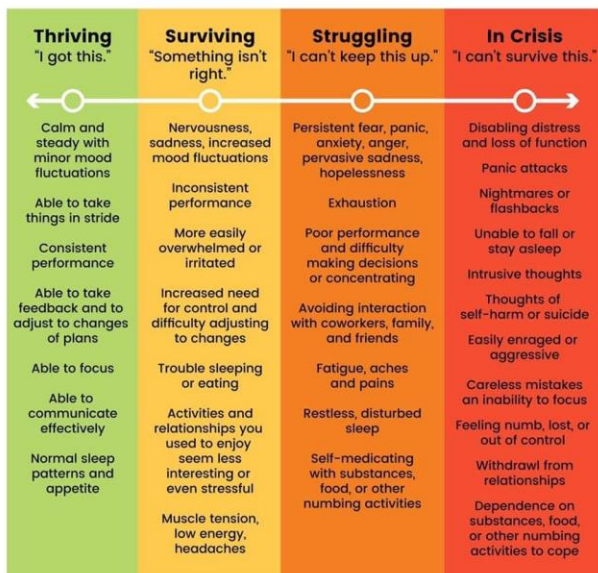 Thriving
"I got this."
Calm and
steady with
minor mood
fluctuations
Able to take
things in stride
Consistent
performance
Able to take
feedback and to
adjust to changes
of plans
Able to focus
Able to
communicate
effectively
Normal sleep
patterns and
appetite
Surviving
"Something isn't
right."
Nervousness,
sadness, increased
mood fluctuations
Inconsistent
performance
More easily
overwhelmed or
irritated
Increased need
for control and
difficulty adjusting
to changes
Trouble sleeping
or eating
Activities and
relationships you
used to enjoy
seem less
interesting or
even stressful
Muscle tension,
low energy,
headaches
Struggling
"I can't keep this up."
Persistent fear, panic,
anxiety, anger,
pervasive sadness,
hopelessness
Exhaustion
Poor performance
and difficulty
making decisions
or concentrating
Avoiding interaction
with coworkers, family,
and friends
Fatigue, aches
and pains
Restless, disturbed
sleep
Self-medicating
with substances,
food, or other
numbing activities
In Crisis
"I can't survive this."
Disabling distress
and loss of function
Panic attacks
Nightmares or
flashbacks
Unable to fall or
stay asleep
Intrusive thoughts
Thoughts of
self-harm or suicide
Easily enraged or
aggressive
Careless mistakes
an inability to focus
Feeling numb, lost, or
out of control
Withdrawl from
relationships
Dependence on
substances, food,
or other numbing
activities to cope